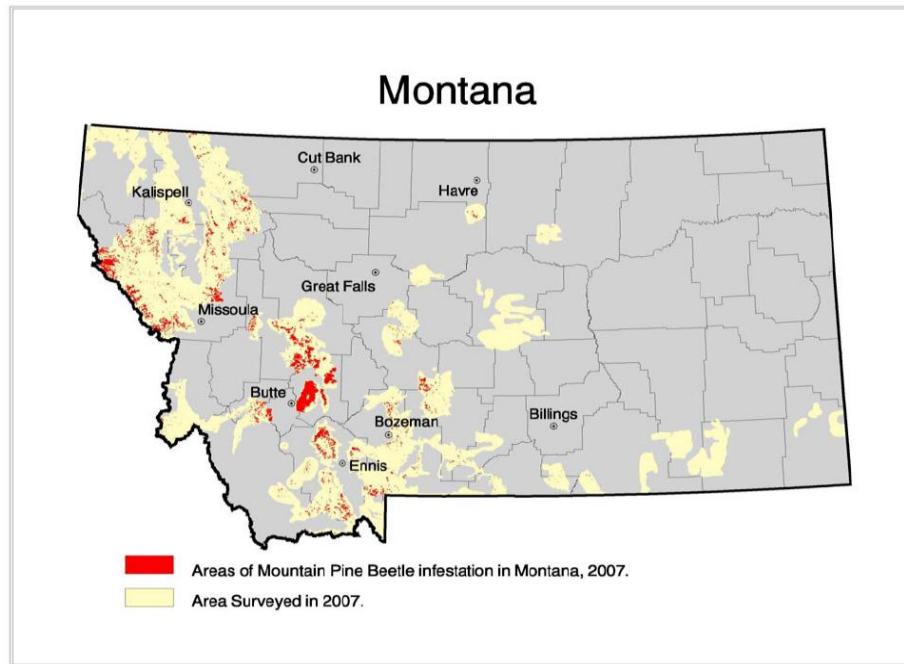 Montana
Cut Bank
Havre
Kalispell
Great Falls
Missoula
Butte
Bozeman
Billings
Ennis
Areas of Mountain Pine Beetle infestation in Montana, 2007.
Area Surveyed in 2007.